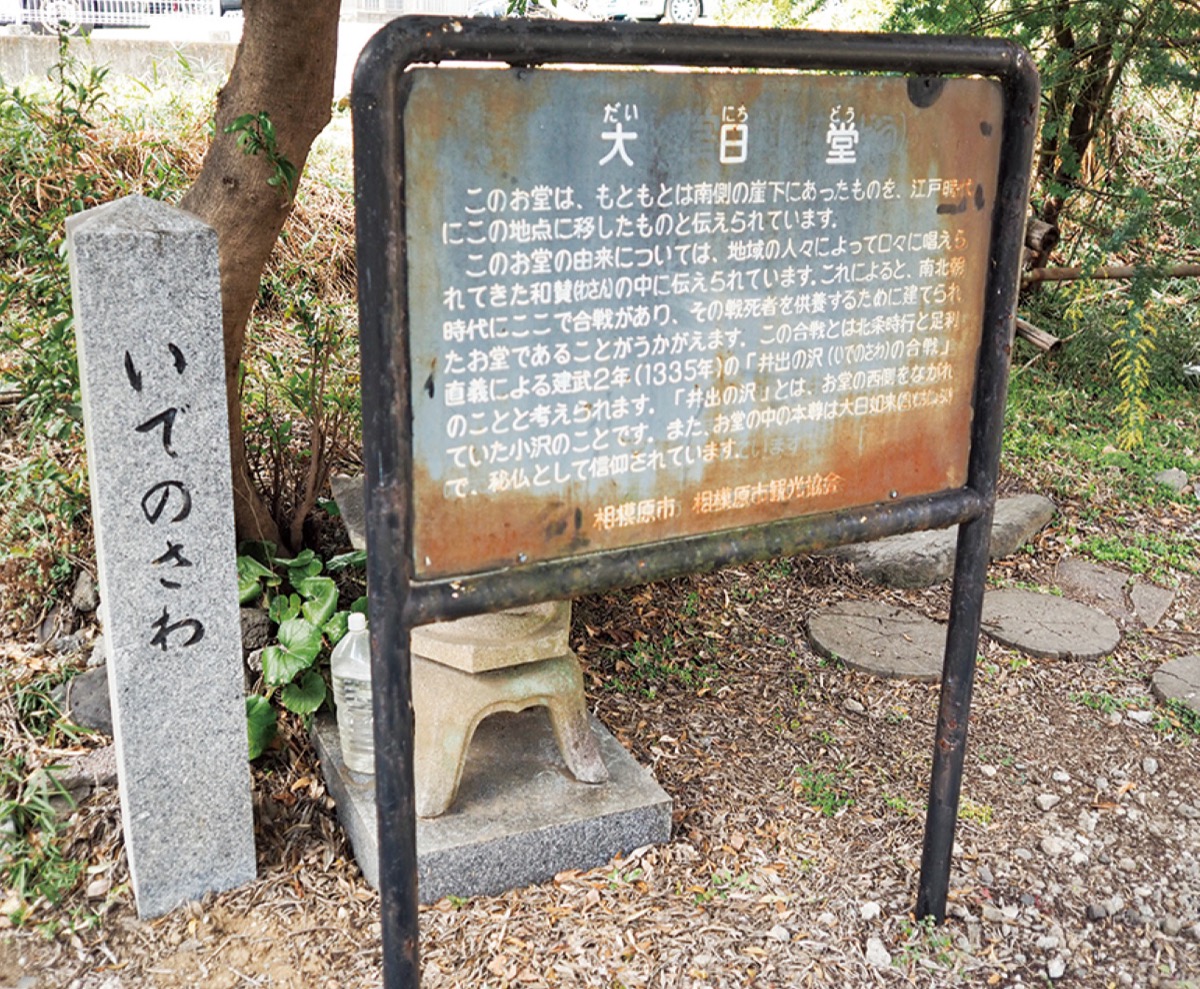 いでのさわ
だい にち どう
大日堂
このお堂は、もともとは南側の崖下にあったものを、江戸時代
にこの地点に移したものと伝えられています。
このお堂の由来については、地域の人々によって口々に唱えら
れてきた和賛(わさん)の中に伝えられています。これによると、南北朝
時代にここで合戦があり、その戦死者を供養するために建てられ
たお堂であることがうかがえます。この合戦とは北条時行と足利
直義による建武2年(1335年)の「井出の沢(いでのさわ)の合戦」
のことと考えられます。「井出の沢」とは、お堂の西側をながれ
ていた小沢のことです。また、お堂の中の本尊は大日如来
で、秘仏として信仰されています。
相模原市 相模原市観光協会